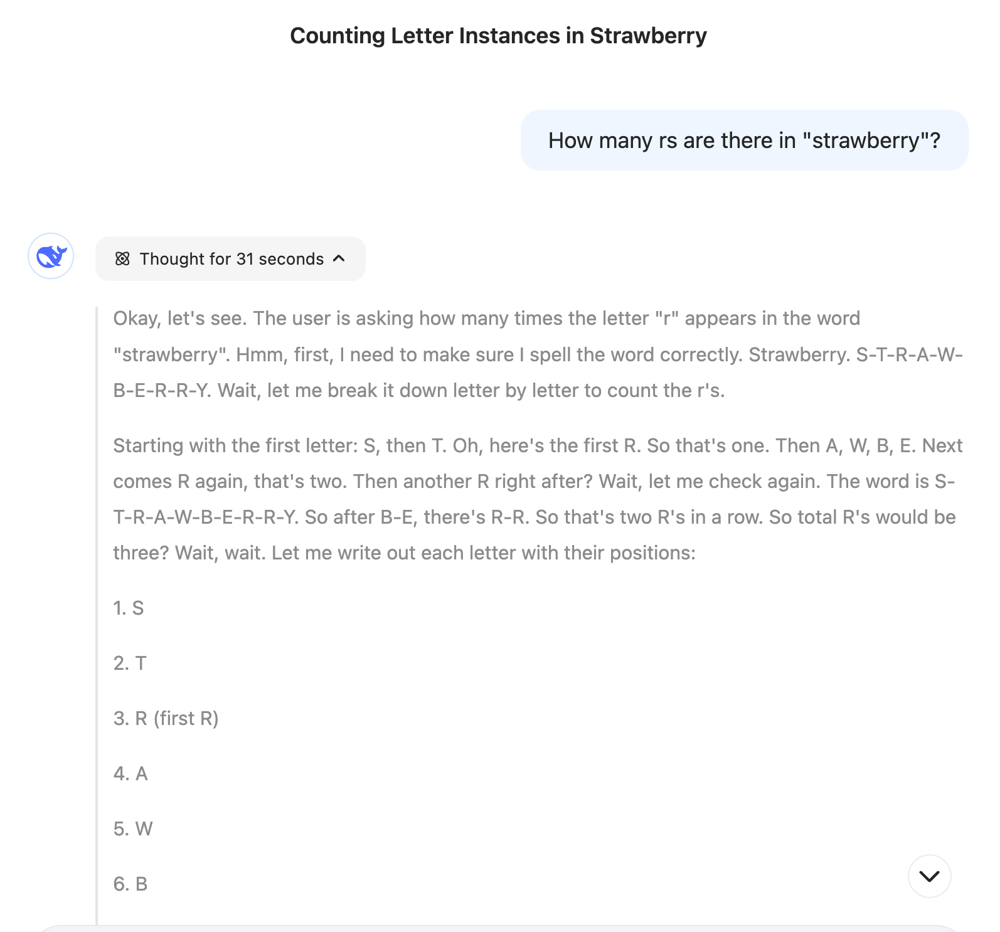 Counting Letter Instances in Strawberry
How many rs are there in "strawberry"?
Thought for 31 seconds
Okay, let's see. The user is asking how many times the letter "r" appears in the word
"strawberry". Hmm, first, I need to make sure I spell the word correctly. Strawberry. S-T-R-A-W-
B-E-R-R-Y. Wait, let me break it down letter by letter to count the r's.
Starting with the first letter: S, then T. Oh, here's the first R. So that's one. Then A, W, B, E. Next
comes R again, that's two. Then another R right after? Wait, let me check again. The word is S-
T-R-A-W-B-E-R-R-Y. So after B-E, there's R-R. So that's two R's in a row. So total R's would be
three? Wait, wait. Let me write out each letter with their positions:
1. S
2. T
3. R (first R)
4. A
5. W
6. B